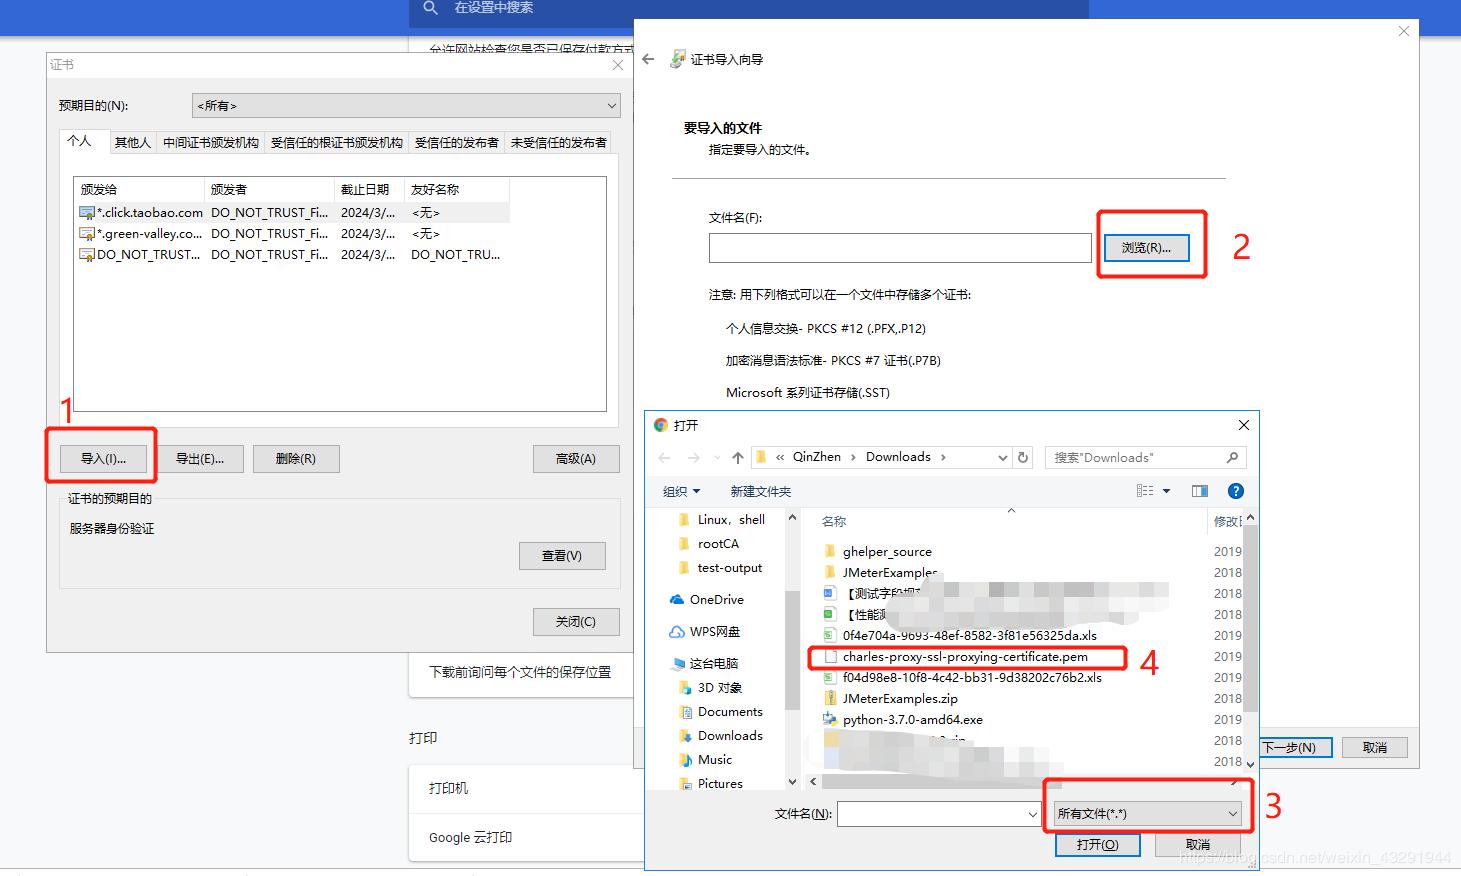 在设置中搜索
允许网站检查您是否已保存付款方式
证书
预期目的(N):
<所有>
个人
其他人
中间证书颁发机构
受信任的根证书颁发机构
受信任的发布者
未受信任的发布者
颁发给
颁发者
截止日期
友好名称
*.click.taobao.com
DO_NOT_TRUST_Fi...
2024/3/...
<无>
*.green-valley.co...
DO_NOT_TRUST_Fi...
2024/3/...
<无>
DO_NOT_TRUST...
DO_NOT_TRUST_Fi...
2024/3/...
DO_NOT_TRU...
1
导入(I)...
导出(E)...
删除(R)
高级(A)
证书的预期目的
服务器身份验证
查看(V)
关闭(C)
下载前询问每个文件的保存位置
打印
打印机
Google 云打印
证书导入向导
要导入的文件
指定要导入的文件。
文件名(F):
浏览(R)...
2
注意: 用下列格式可以在一个文件中存储多个证书:
个人信息交换- PKCS #12 (.PFX,.P12)
加密消息语法标准- PKCS #7 证书(.P7B)
Microsoft 系列证书存储(.SST)
下一步(N)
取消
打开
« QinZhen › Downloads ›
搜索"Downloads"
组织
新建文件夹
Linux，shell
rootCA
test-output
OneDrive
WPS网盘
这台电脑
3D 对象
Documents
Downloads
Music
Pictures
名称
修改日
ghelper_source
2019
JMeterExamples
2018
【测试字段
2018
【性能测
2018
0f4e704a-9693-48ef-8582-3f81e56325da.xls
2019
charles-proxy-ssl-proxying-certificate.pem
2019
4
f04d98e8-10f8-4c42-bb31-9d38202c76b2.xls
2019
JMeterExamples.zip
2018
python-3.7.0-amd64.exe
2019
2018
2018
文件名(N):
所有文件(*.*)
3
打开(O)
取消
https://blog.csdn.net/weixin_43291944